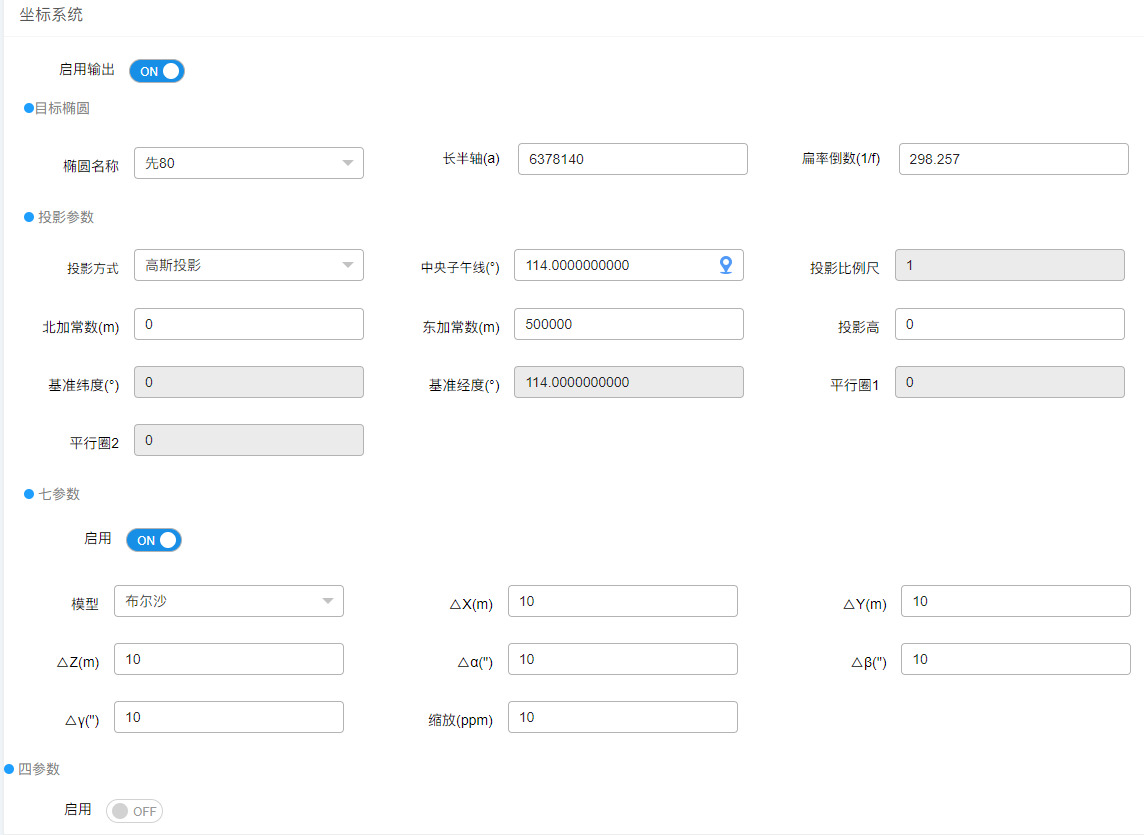 坐标系统
启用输出 ON
目标椭圆
椭圆名称 先80 长半轴(a) 6378140 扁率倒数(1/f) 298.257
投影参数
投影方式 高斯投影 中央子午线(°) 114.0000000000 投影比例尺 1
北加常数(m) 0 东加常数(m) 500000 投影高 0
基准纬度(°) 0 基准经度(°) 114.0000000000 平行圈1 0
平行圈2 0
七参数
启用 ON
模型 布尔沙 △X(m) 10 △Y(m) 10
△Z(m) 10 △α(") 10 △β(") 10
△γ(") 10 缩放(ppm) 10
四参数
启用 OFF